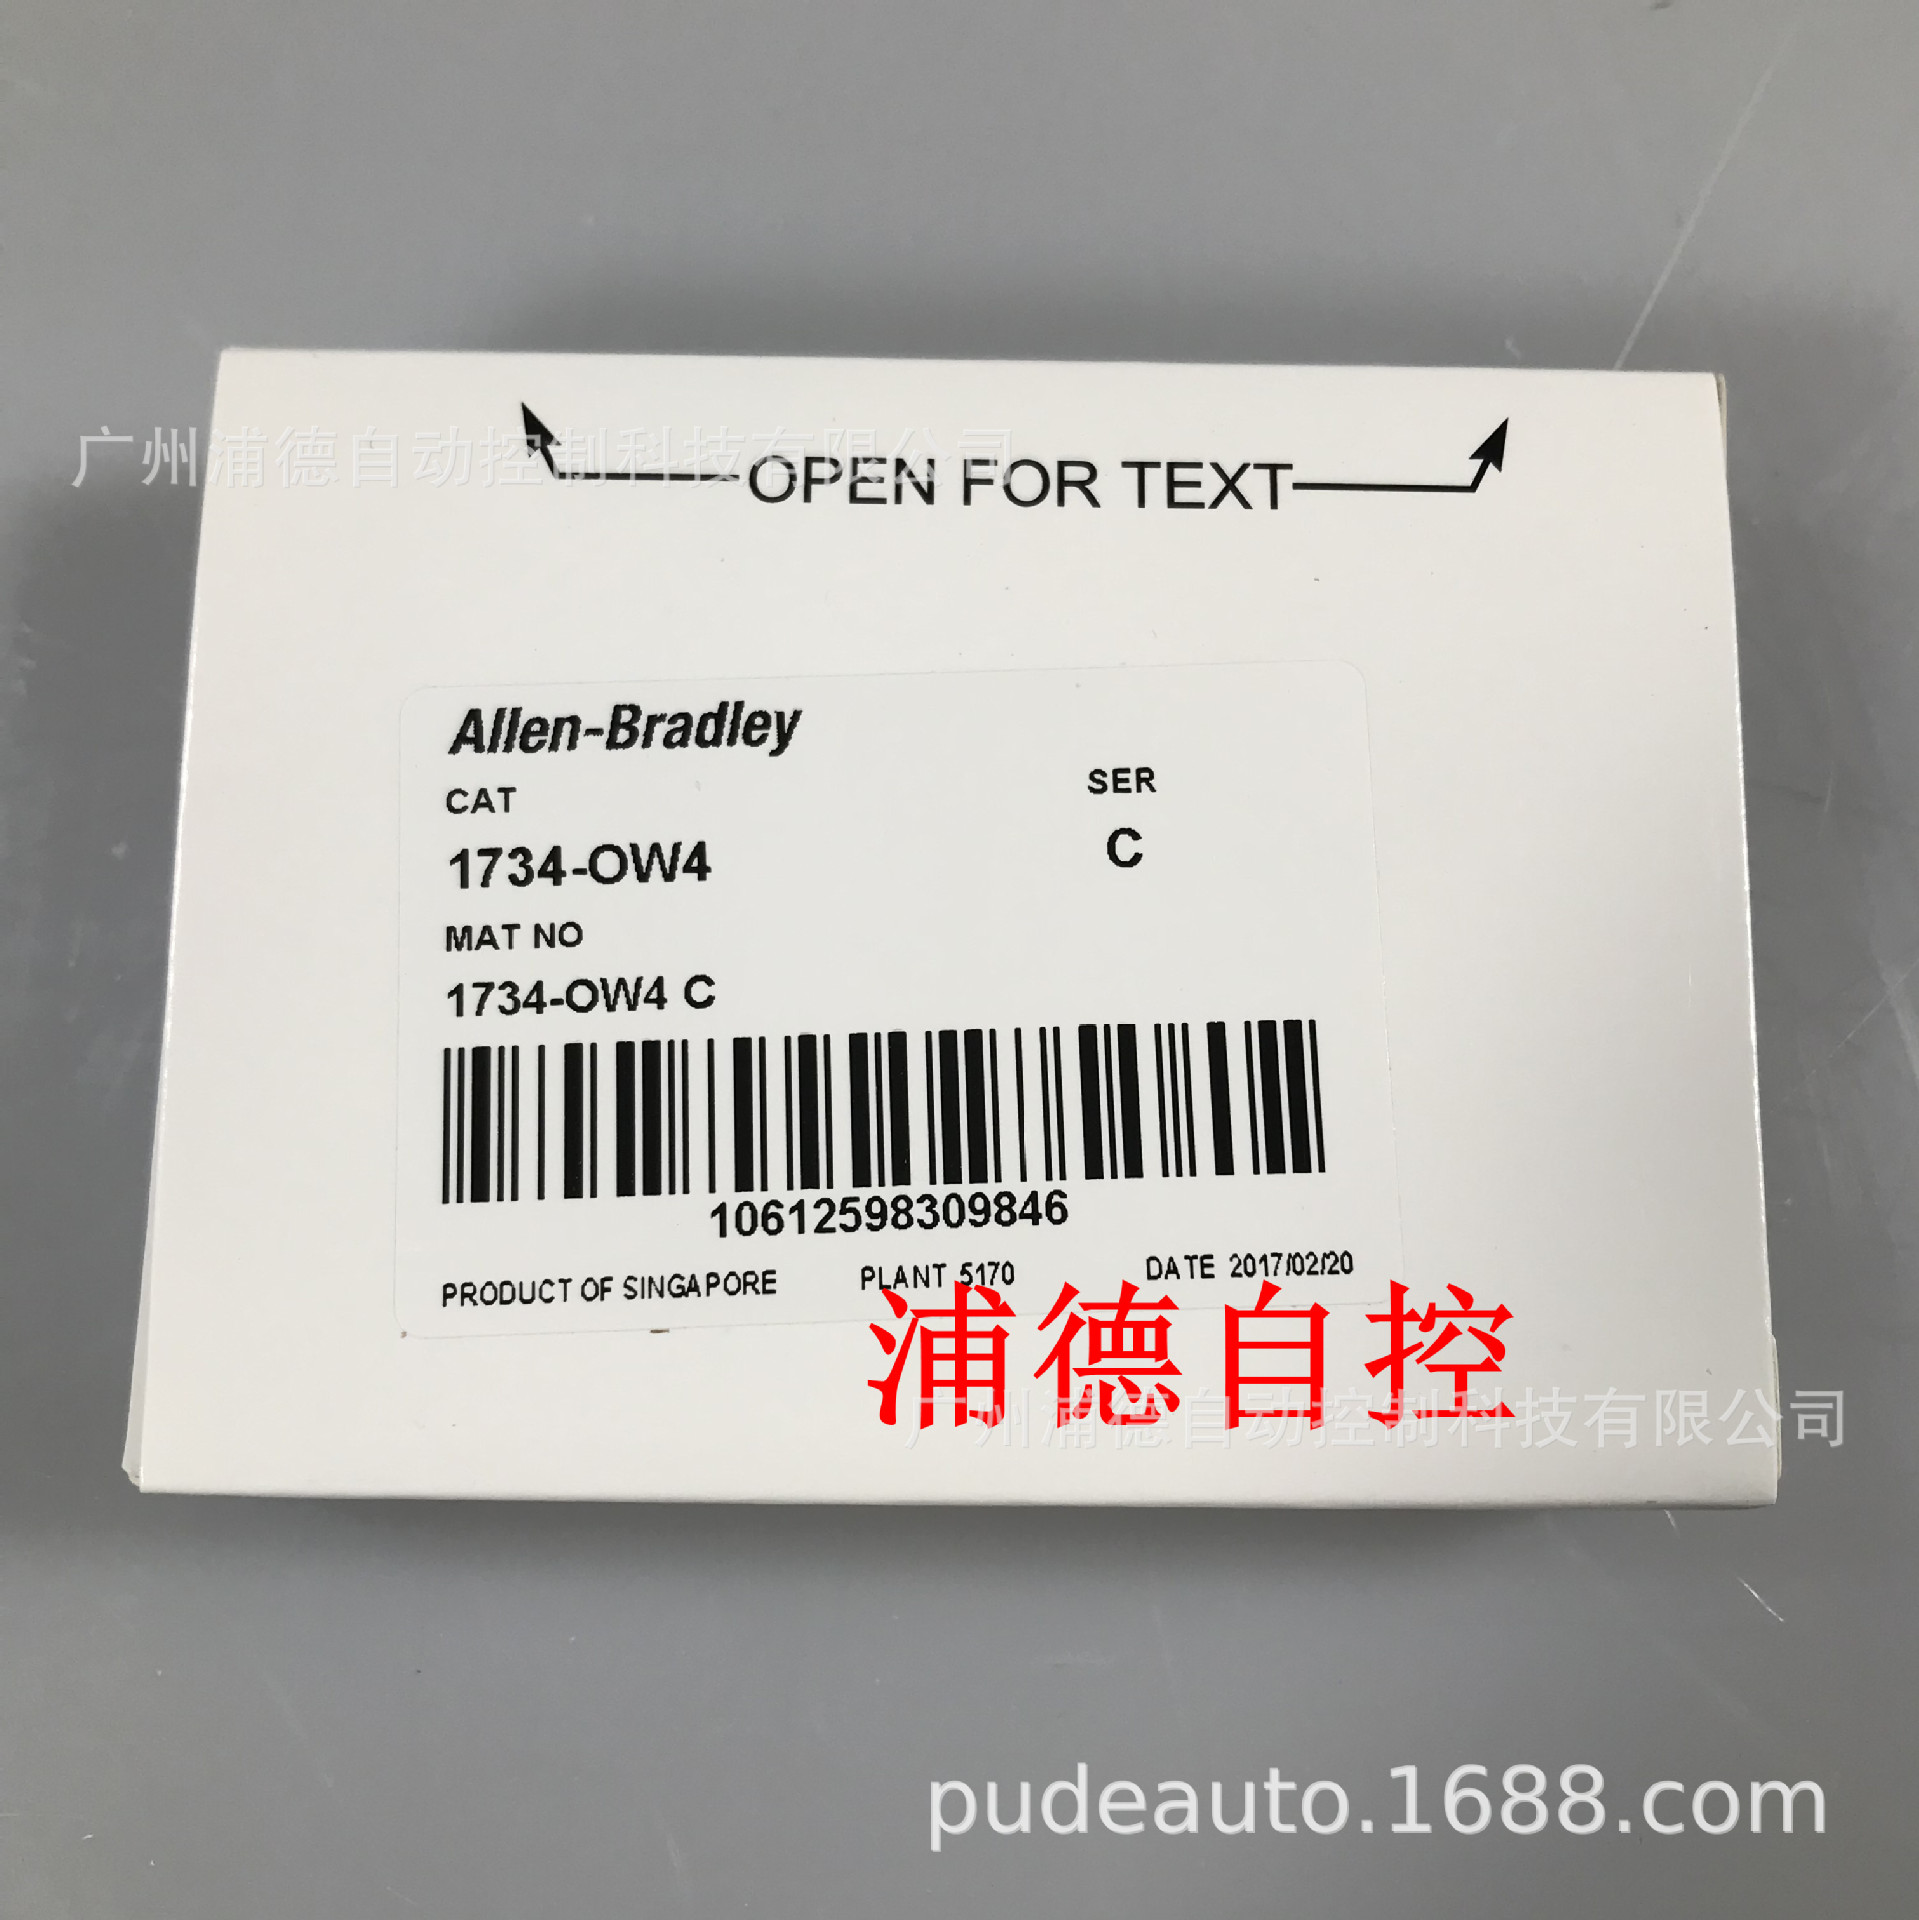 广州浦德自动控制科技有限公司
OPEN FOR TEXT
Allen-Bradley
CAT
SER
1734-OW4
C
MAT NO
1734-OW4 C
10612598309846
PRODUCT OF SINGAPORE PLANT 5170 DATE 2017/02/20
浦德自控
广州浦德自动控制科技有限公司
pudeauto.1688.com